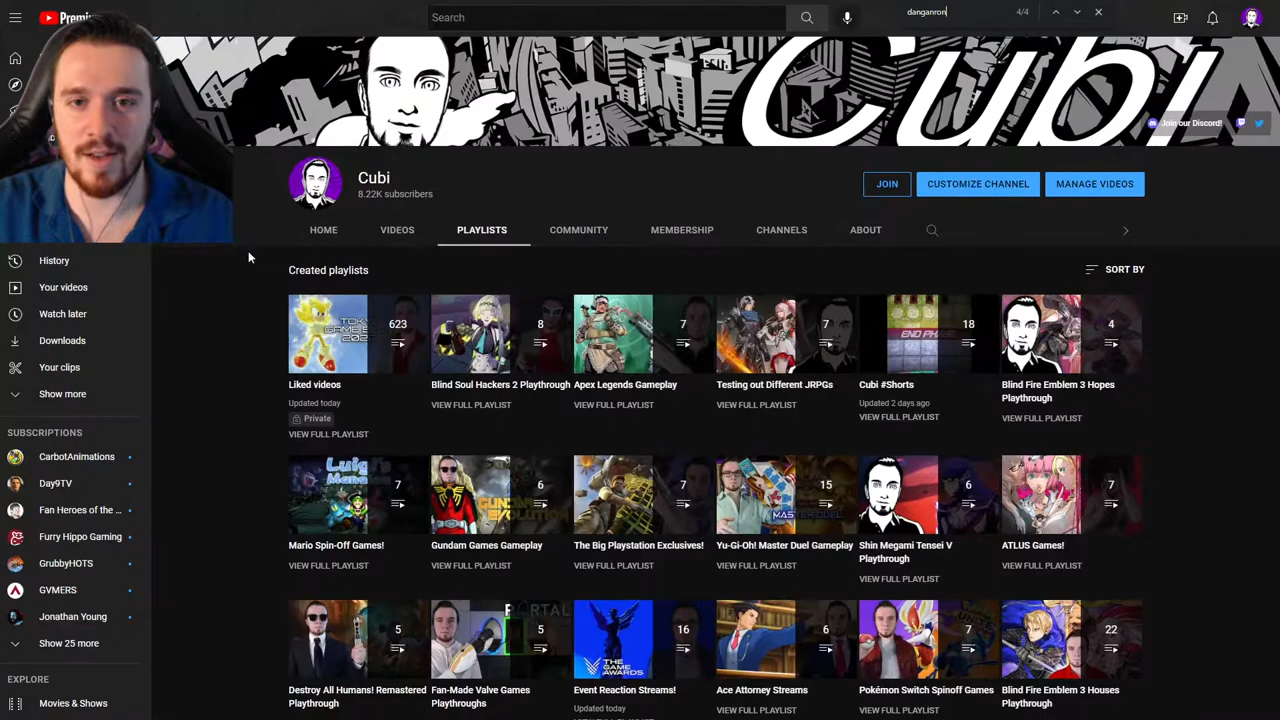 Premi
Search
danganron
4/4
Cubi
Join our Discord!
Cubi
8.22K subscribers
JOIN
CUSTOMIZE CHANNEL
MANAGE VIDEOS
HOME
VIDEOS
PLAYLISTS
COMMUNITY
MEMBERSHIP
CHANNELS
ABOUT
History
Your videos
Watch later
Downloads
Your clips
Show more
SUBSCRIPTIONS
CarbotAnimations
Day9TV
Fan Heroes of the ...
Furry Hippo Gaming
GrubbyHOTS
GVMERS
Jonathan Young
Show 25 more
EXPLORE
Movies & Shows
Created playlists
SORT BY
623
8
7
7
END PHASE
18
4
Liked videos
Updated today
Private
VIEW FULL PLAYLIST
Blind Soul Hackers 2 Playthrough
VIEW FULL PLAYLIST
Apex Legends Gameplay
VIEW FULL PLAYLIST
Testing out Different JRPGs
VIEW FULL PLAYLIST
Cubi #Shorts
Updated 2 days ago
VIEW FULL PLAYLIST
Blind Fire Emblem 3 Hopes
Playthrough
VIEW FULL PLAYLIST
7
6
7
15
6
7
Mario Spin-Off Games!
VIEW FULL PLAYLIST
Gundam Games Gameplay
VIEW FULL PLAYLIST
The Big Playstation Exclusives!
VIEW FULL PLAYLIST
Yu-Gi-Oh! Master Duel Gameplay
VIEW FULL PLAYLIST
Shin Megami Tensei V
Playthrough
VIEW FULL PLAYLIST
ATLUS Games!
VIEW FULL PLAYLIST
5
5
THE GAME
AWARDS
16
6
7
22
Destroy All Humans! Remastered
Playthrough
Fan-Made Valve Games
Playthroughs
Event Reaction Streams!
Updated today
Ace Attorney Streams
VIEW FULL PLAYLIST
Pokémon Switch Spinoff Games
VIEW FULL PLAYLIST
Blind Fire Emblem 3 Houses
Playthrough